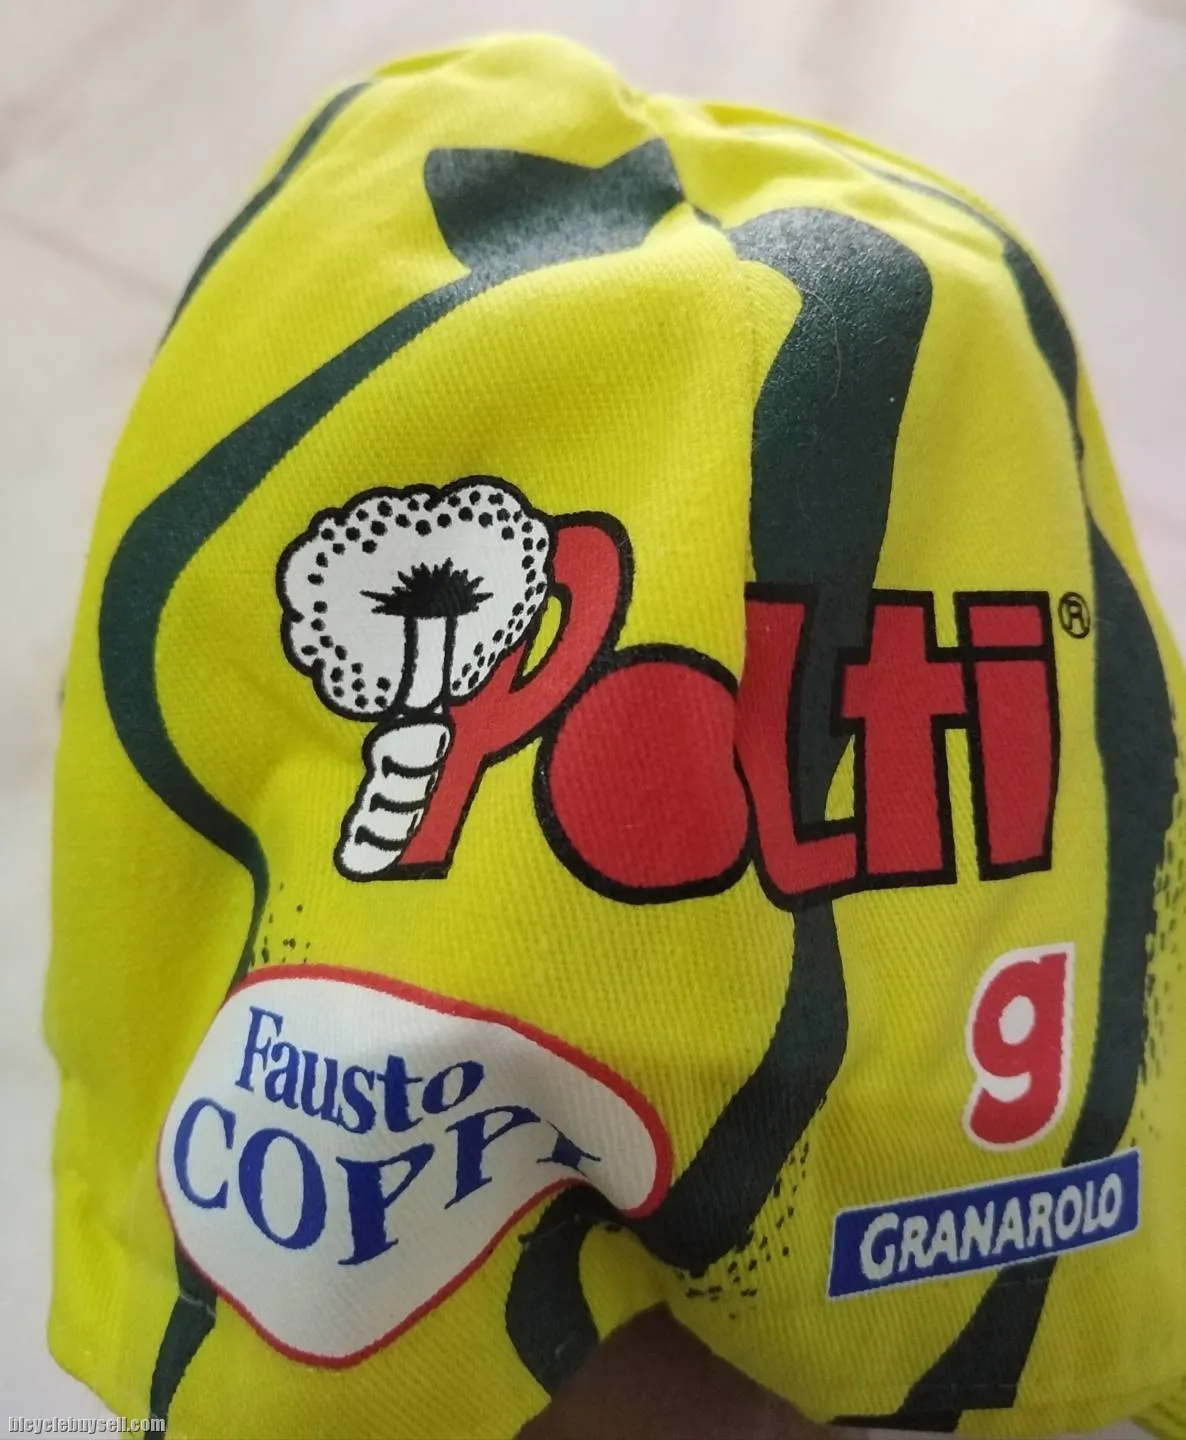 Polti®
g
Fausto
COPPI
GRANAROLO
bicyclebuysell.com